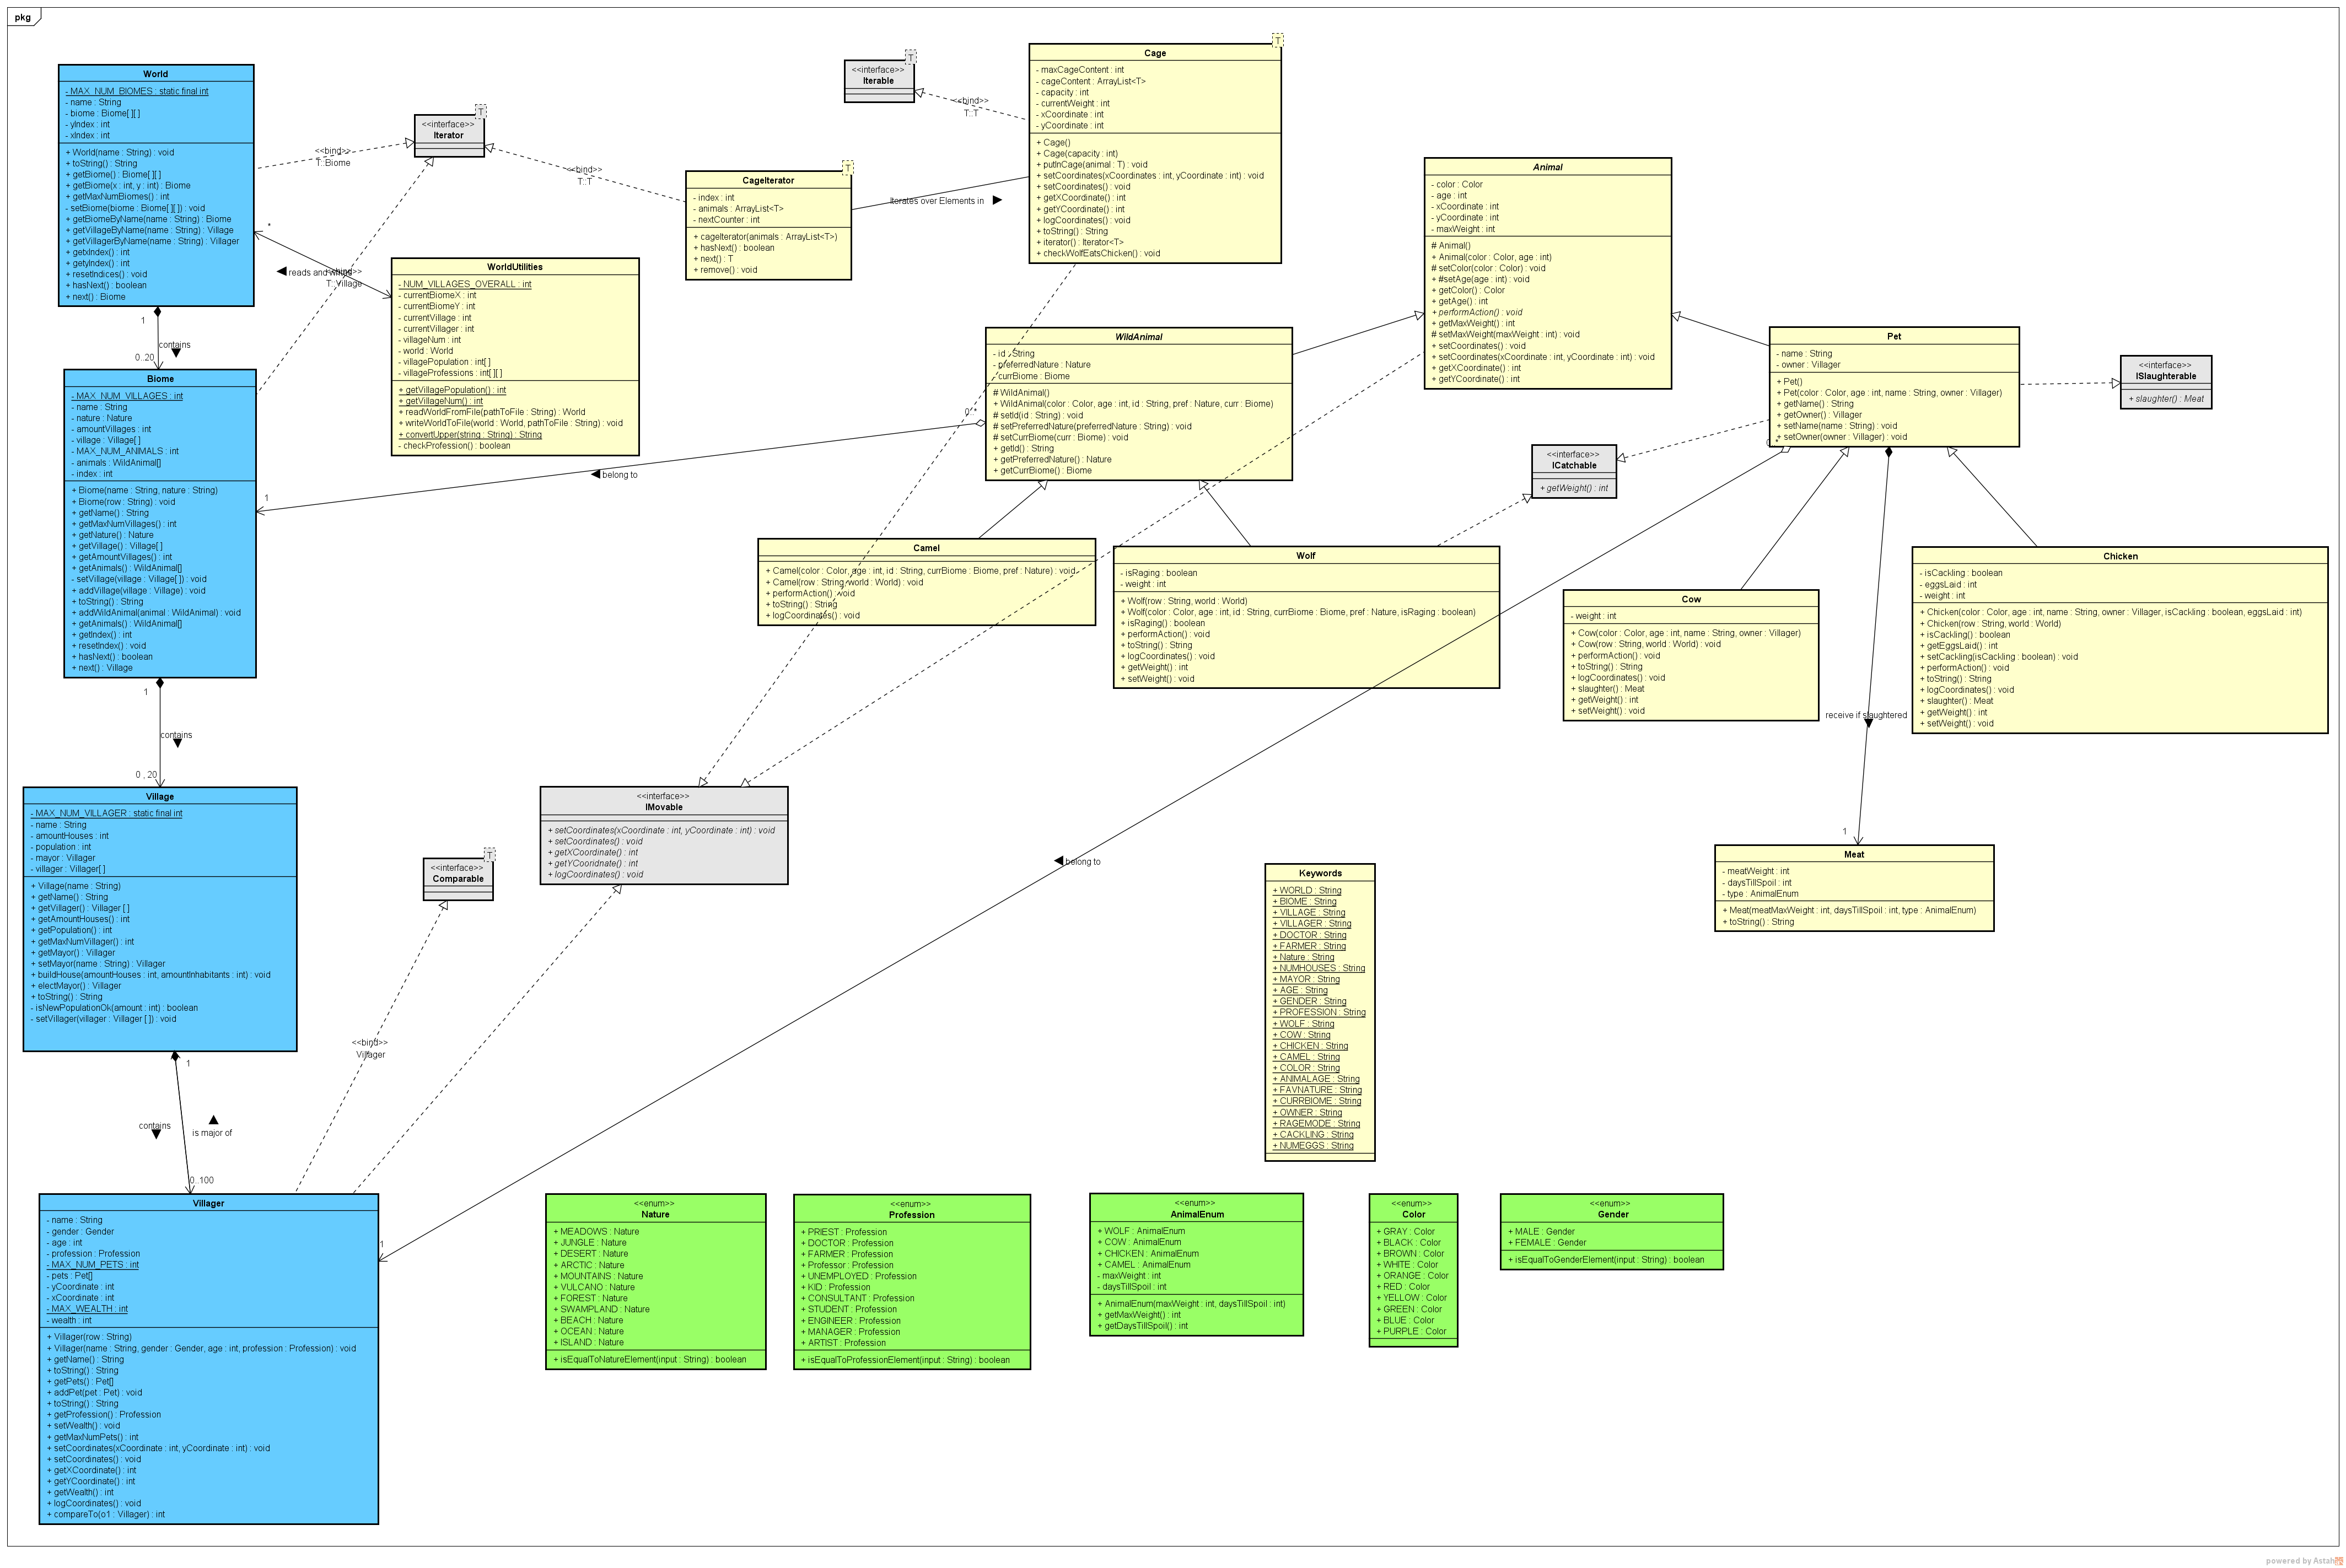 pkg
World
- MAX_NUM_BIOMES : static final int
- name : String
- biome : Biome[ ][ ]
- yIndex : int
- xIndex : int
+ World(name : String) : void
+ toString() : String
+ getBiome() : Biome[ ][ ]
+ getBiome(x : int, y : int) : Biome
+ getMaxNumBiomes() : int
- setBiome(biome : Biome[ ][ ]) : void
+ getBiomeByName(name : String) : Biome
+ getVillageByName(name : String) : Village
+ getVillagerByName(name : String) : Villager
+ getxIndex() : int
+ getyIndex() : int
+ resetIndices() : void
+ hasNext() : boolean
+ next() : Biome
<<interface>>
Iterator
T
<<bind>>
T::Biome
<<bind>>
T::T
<<bind>>
T::Village
*
reads and writes
1
contains
0..20
WorldUtilities
- NUM_VILLAGES_OVERALL : int
- currentBiomeX : int
- currentBiomeY : int
- currentVillage : int
- currentVillager : int
- villageNum : int
- world : World
- villagePopulation : int[ ]
- villageProfessions : int[ ][ ]
+ getVillagePopulation() : int
+ getVillageNum() : int
+ readWorldFromFile(pathToFile : String) : World
+ writeWorldToFile(world : World, pathToFile : String) : void
+ convertUpper(string : String) : String
- checkProfession() : boolean
CageIterator
T
- index : int
- animals : ArrayList<T>
- nextCounter : int
+ cageIterator(animals : ArrayList<T>)
+ hasNext() : boolean
+ next() : T
+ remove() : void
Iterates over Elements in
<<interface>>
Iterable
T
<<bind>>
T::T
Cage
T
- maxCageContent : int
- cageContent : ArrayList<T>
- capacity : int
- currentWeight : int
- xCoordinate : int
- yCoordinate : int
+ Cage()
+ Cage(capacity : int)
+ putInCage(animal : T) : void
+ setCoordinates(xCoordinates : int, yCoordinate : int) : void
+ setCoordinates() : void
+ getXCoordinate() : int
+ getYCoordinate() : int
+ logCoordinates() : void
+ toString() : String
+ iterator() : Iterator<T>
+ checkWolfEatsChicken() : void
Animal
- color : Color
- age : int
- xCoordinate : int
- yCoordinate : int
- maxWeight : int
# Animal()
+ Animal(color : Color, age : int)
# setColor(color : Color) : void
+ #setAge(age : int) : void
+ getColor() : Color
+ getAge() : int
+ performAction() : void
+ getMaxWeight() : int
# setMaxWeight(maxWeight : int) : void
+ setCoordinates() : void
+ setCoordinates(xCoordinate : int, yCoordinate : int) : void
+ getXCoordinate() : int
+ getYCoordinate() : int
WildAnimal
- id : String
- preferredNature : Nature
- currBiome : Biome
# WildAnimal()
+ WildAnimal(color : Color, age : int, id : String, pref : Nature, curr : Biome)
# setId(id : String) : void
# setPreferredNature(preferredNature : String) : void
# setCurrBiome(curr : Biome) : void
+ getId() : String
+ getPreferredNature() : Nature
+ getCurrBiome() : Biome
0..*
belong to
1
Pet
- name : String
- owner : Villager
+ Pet()
+ Pet(color : Color, age : int, name : String, owner : Villager)
+ getName() : String
+ getOwner() : Villager
+ setName(name : String) : void
+ setOwner(owner : Villager) : void
<<interface>>
ISlaughterable
+ slaughter() : Meat
<<interface>>
ICatchable
+ getWeight() : int
Biome
- MAX_NUM_VILLAGES : int
- name : String
- nature : Nature
- amountVillages : int
- village : Village[ ]
- MAX_NUM_ANIMALS : int
- animals : WildAnimal[]
- index : int
+ Biome(name : String, nature : String)
+ Biome(row : String) : void
+ getName() : String
+ getMaxNumVillages() : int
+ getNature() : Nature
+ getVillage() : Village[ ]
+ getAmountVillages() : int
+ getAnimals() : WildAnimal[]
- setVillage(village : Village[ ]) : void
+ addVillage(village : Village) : void
+ toString() : String
+ addWildAnimal(animal : WildAnimal) : void
+ getAnimals() : WildAnimal[]
+ getIndex() : int
+ resetIndex() : void
+ hasNext() : boolean
+ next() : Village
1
contains
0 , 20
Camel
+ Camel(color : Color, age : int, id : String, currBiome : Biome, pref : Nature) : void
+ Camel(row : String, world : World) : void
+ performAction() : void
+ toString() : String
+ logCoordinates() : void
Wolf
- isRaging : boolean
- weight : int
+ Wolf(row : String, world : World)
+ Wolf(color : Color, age : int, id : String, currBiome : Biome, pref : Nature, isRaging : boolean)
+ isRaging() : boolean
+ performAction() : void
+ toString() : String
+ logCoordinates() : void
+ getWeight() : int
+ setWeight() : void
Cow
- weight : int
+ Cow(color : Color, age : int, name : String, owner : Villager)
+ Cow(row : String, world : World) : void
+ performAction() : void
+ toString() : String
+ logCoordinates() : void
+ slaughter() : Meat
+ getWeight() : int
+ setWeight() : void
Chicken
- isCackling : boolean
- eggsLaid : int
- weight : int
+ Chicken(color : Color, age : int, name : String, owner : Villager, isCackling : boolean, eggsLaid : int)
+ Chicken(row : String, world : World)
+ isCackling() : boolean
+ getEggsLaid() : int
+ setCackling(isCackling : boolean) : void
+ performAction() : void
+ toString() : String
+ logCoordinates() : void
+ slaughter() : Meat
+ getWeight() : int
+ setWeight() : void
receive if slaughtered
1
Meat
- meatWeight : int
- daysTillSpoil : int
- type : AnimalEnum
+ Meat(meatMaxWeight : int, daysTillSpoil : int, type : AnimalEnum)
+ toString() : String
Village
- MAX_NUM_VILLAGER : static final int
- name : String
- amountHouses : int
- population : int
- mayor : Villager
- villager : Villager[ ]
+ Village(name : String)
+ getName() : String
+ getVillager() : Villager [ ]
+ getAmountHouses() : int
+ getPopulation() : int
+ getMaxNumVillager() : int
+ getMayor() : Villager
+ setMayor(name : String) : Villager
+ buildHouse(amountHouses : int, amountInhabitants : int) : void
+ electMayor() : Villager
+ toString() : String
- isNewPopulationOk(amount : int) : boolean
- setVillager(villager : Villager [ ]) : void
1
contains
is major of
0..100
<<interface>>
IMovable
+ setCoordinates(xCoordinate : int, yCoordinate : int) : void
+ setCoordinates() : void
+ getXCoordinate() : int
+ getYCooridnate() : int
+ logCoordinates() : void
<<interface>>
Comparable
T
<<bind>>
Villager
belong to
1
Keywords
+ WORLD : String
+ BIOME : String
+ VILLAGE : String
+ VILLAGER : String
+ DOCTOR : String
+ FARMER : String
+ Nature : String
+ NUMHOUSES : String
+ MAYOR : String
+ AGE : String
+ GENDER : String
+ PROFESSION : String
+ WOLF : String
+ COW : String
+ CHICKEN : String
+ CAMEL : String
+ COLOR : String
+ ANIMALAGE : String
+ FAVNATURE : String
+ CURRBIOME : String
+ OWNER : String
+ RAGEMODE : String
+ CACKLING : String
+ NUMEGGS : String
Villager
- name : String
- gender : Gender
- age : int
- profession : Profession
- MAX_NUM_PETS : int
- pets : Pet[]
- yCoordinate : int
- xCoordinate : int
- MAX_WEALTH : int
- wealth : int
+ Villager(row : String)
+ Villager(name : String, gender : Gender, age : int, profession : Profession) : void
+ getName() : String
+ toString() : String
+ getPets() : Pet[]
+ addPet(pet : Pet) : void
+ toString() : String
+ getProfession() : Profession
+ setWealth() : void
+ getMaxNumPets() : int
+ setCoordinates(xCoordinate : int, yCoordinate : int) : void
+ setCoordinates() : void
+ getXCoordinate() : int
+ getYCoordinate() : int
+ getWealth() : int
+ logCoordinates() : void
+ compareTo(o1 : Villager) : int
<<enum>>
Nature
+ MEADOWS : Nature
+ JUNGLE : Nature
+ DESERT : Nature
+ ARCTIC : Nature
+ MOUNTAINS : Nature
+ VULCANO : Nature
+ FOREST : Nature
+ SWAMPLAND : Nature
+ BEACH : Nature
+ OCEAN : Nature
+ ISLAND : Nature
+ isEqualToNatureElement(input : String) : boolean
<<enum>>
Profession
+ PRIEST : Profession
+ DOCTOR : Profession
+ FARMER : Profession
+ Professor : Profession
+ UNEMPLOYED : Profession
+ KID : Profession
+ CONSULTANT : Profession
+ STUDENT : Profession
+ ENGINEER : Profession
+ MANAGER : Profession
+ ARTIST : Profession
+ isEqualToProfessionElement(input : String) : boolean
<<enum>>
AnimalEnum
+ WOLF : AnimalEnum
+ COW : AnimalEnum
+ CHICKEN : AnimalEnum
+ CAMEL : AnimalEnum
- maxWeight : int
- daysTillSpoil : int
+ AnimalEnum(maxWeight : int, daysTillSpoil : int)
+ getMaxWeight() : int
+ getDaysTillSpoil() : int
<<enum>>
Color
+ GRAY : Color
+ BLACK : Color
+ BROWN : Color
+ WHITE : Color
+ ORANGE : Color
+ RED : Color
+ YELLOW : Color
+ GREEN : Color
+ BLUE : Color
+ PURPLE : Color
<<enum>>
Gender
+ MALE : Gender
+ FEMALE : Gender
+ isEqualToGenderElement(input : String) : boolean
powered by Astah